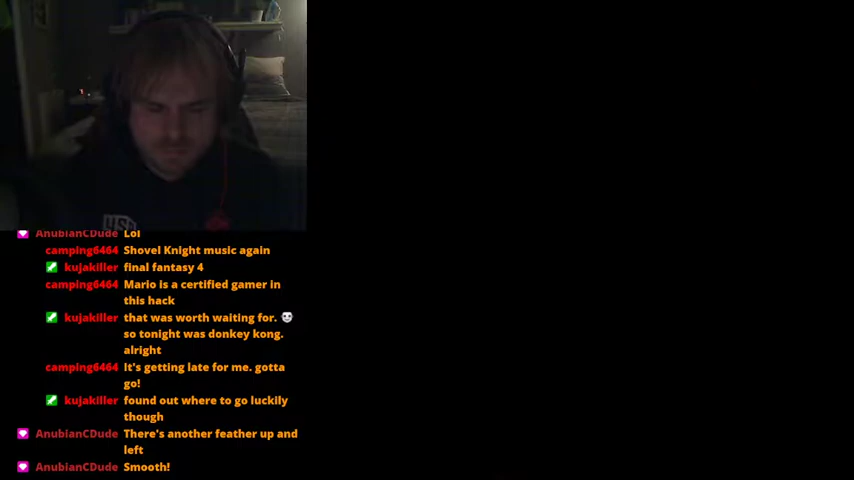 AnubianCDude Lol
camping6464 Shovel Knight music again
kujakiller final fantasy 4
camping6464 Mario is a certified gamer in
this hack
kujakiller that was worth waiting for.
so tonight was donkey kong.
alright
camping6464 It's getting late for me. gotta
go!
kujakiller found out where to go luckily
though
AnubianCDude There's another feather up and
left
AnubianCDude Smooth!